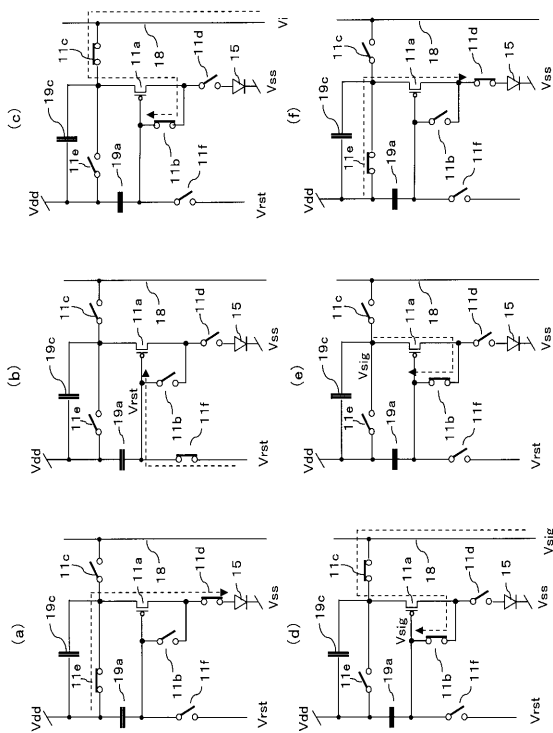 (a)
Vdd
19c
11e
11c
18
19a
11a
11b
11d
11f
15
Vrst
Vss
(b)
Vdd
19c
11e
11c
18
19a
11a
Vrst
11b
11d
11f
15
Vrst
Vss
(c)
Vdd
19c
11e
11c
18
19a
11a
11b
11d
11f
15
Vrst
Vss
Vi
(d)
Vdd
19c
11e
11c
18
19a
11a
Vsig
11b
11d
11f
15
Vrst
Vss
Vsig
(e)
Vdd
19c
11e
11c
18
Vsig
19a
11a
11b
11d
11f
15
Vrst
Vss
(f)
Vdd
19c
11e
11c
18
19a
11a
11b
11d
11f
15
Vrst
Vss